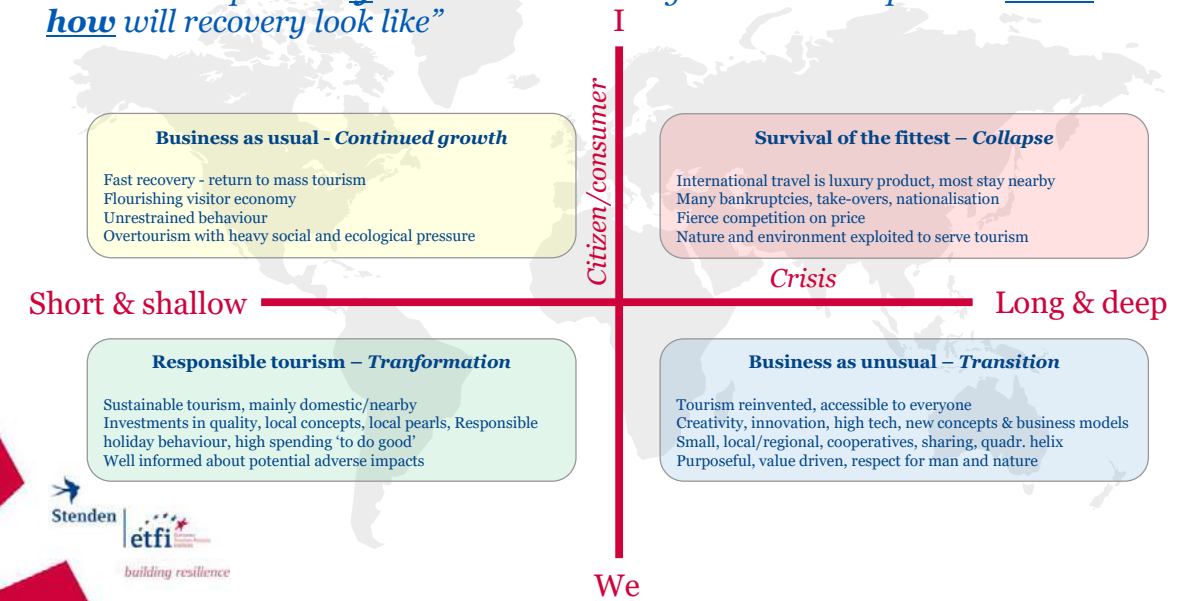 how will recovery look like”
I
Citizen/consumer
Business as usual - Continued growth
Fast recovery - return to mass tourism
Flourishing visitor economy
Unrestrained behaviour
Overtourism with heavy social and ecological pressure
Survival of the fittest – Collapse
International travel is luxury product, most stay nearby
Many bankruptcies, take-overs, nationalisation
Fierce competition on price
Nature and environment exploited to serve tourism
Crisis
Short & shallow
Long & deep
Responsible tourism – Tranformation
Sustainable tourism, mainly domestic/nearby
Investments in quality, local concepts, local pearls, Responsible
holiday behaviour, high spending ‘to do good’
Well informed about potential adverse impacts
Business as unusual – Transition
Tourism reinvented, accessible to everyone
Creativity, innovation, high tech, new concepts & business models
Small, local/regional, cooperatives, sharing, quadr. helix
Purposeful, value driven, respect for man and nature
Stenden
etfi
building resilience
We